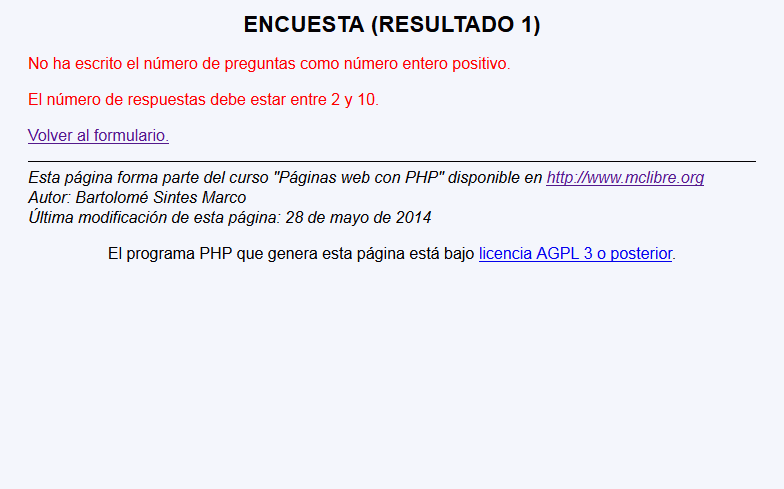 ENCUESTA (RESULTADO 1)
No ha escrito el número de preguntas como número entero positivo.
El número de respuestas debe estar entre 2 y 10.
Volver al formulario.
Esta página forma parte del curso "Páginas web con PHP" disponible en http://www.mclibre.org
Autor: Bartolomé Sintes Marco
Última modificación de esta página: 28 de mayo de 2014
El programa PHP que genera esta página está bajo licencia AGPL 3 o posterior.